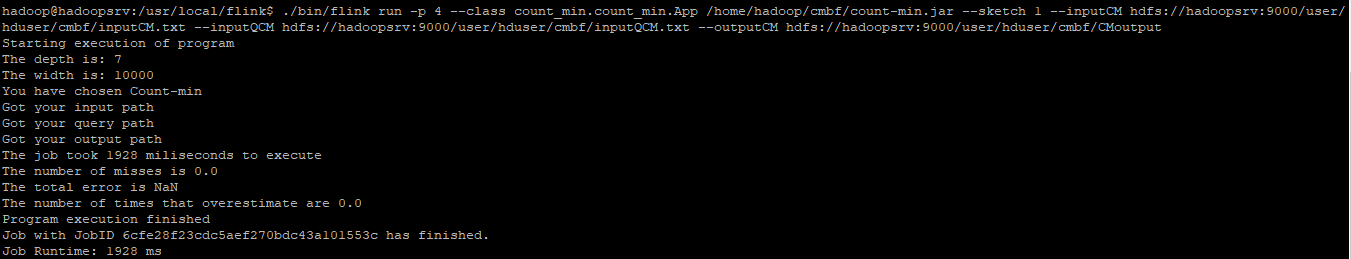 hadoop@hadoopsrv:/usr/local/flink$ ./bin/flink run -p 4 --class count_min.count_min.App /home/hadoop/cmbf/count-min.jar --sketch 1 --inputCM hdfs://hadoopsrv:9000/user/
hduser/cmbf/inputCM.txt --inputQCM hdfs://hadoopsrv:9000/user/hduser/cmbf/inputQCM.txt --outputCM hdfs://hadoopsrv:9000/user/hduser/cmbf/CMoutput
Starting execution of program
The depth is: 7
The width is: 10000
You have chosen Count-min
Got your input path
Got your query path
Got your output path
The job took 1928 miliseconds to execute
The number of misses is 0.0
The total error is NaN
The number of times that overestimate are 0.0
Program execution finished
Job with JobID 6cfe28f23cdc5aef270bdc43a101553c has finished.
Job Runtime: 1928 ms